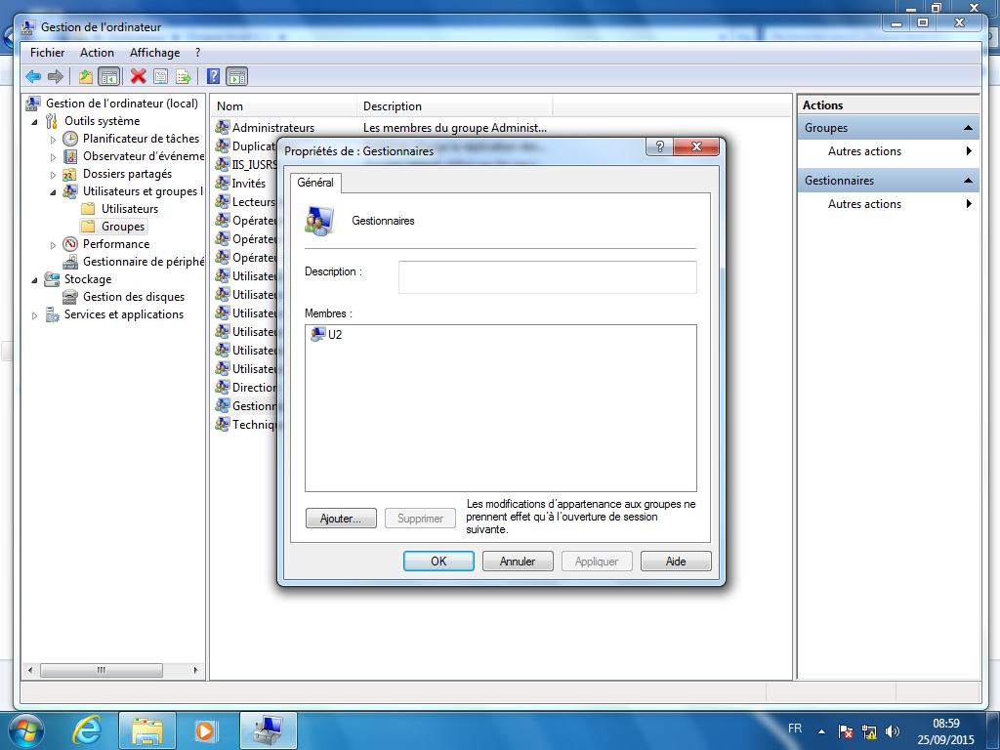 Gestion de l'ordinateur
Fichier Action Affichage ?
Gestion de l'ordinateur (local)
Outils système
Planificateur de tâches
Observateur d'événeme
Dossiers partagés
Utilisateurs et groupes l
Utilisateurs
Groupes
Performance
Gestionnaire de périphé
Stockage
Gestion des disques
Services et applications
Nom Description
Administrateurs Les membres du groupe Administ...
Duplicat
IIS_IUSRS
Invités
Lecteurs
Opérateu
Opérateu
Opérateu
Utilisateu
Utilisateu
Utilisateu
Utilisateu
Utilisateu
Utilisateu
Direction
Gestionn
Techniqu
Propriétés de : Gestionnaires
?
Général
Gestionnaires
Description :
Membres :
U2
Ajouter...
Supprimer
Les modifications d'appartenance aux groupes ne
prennent effet qu'à l'ouverture de session
suivante.
OK
Annuler
Appliquer
Aide
Actions
Groupes
Autres actions
Gestionnaires
Autres actions
FR
08:59
25/09/2015